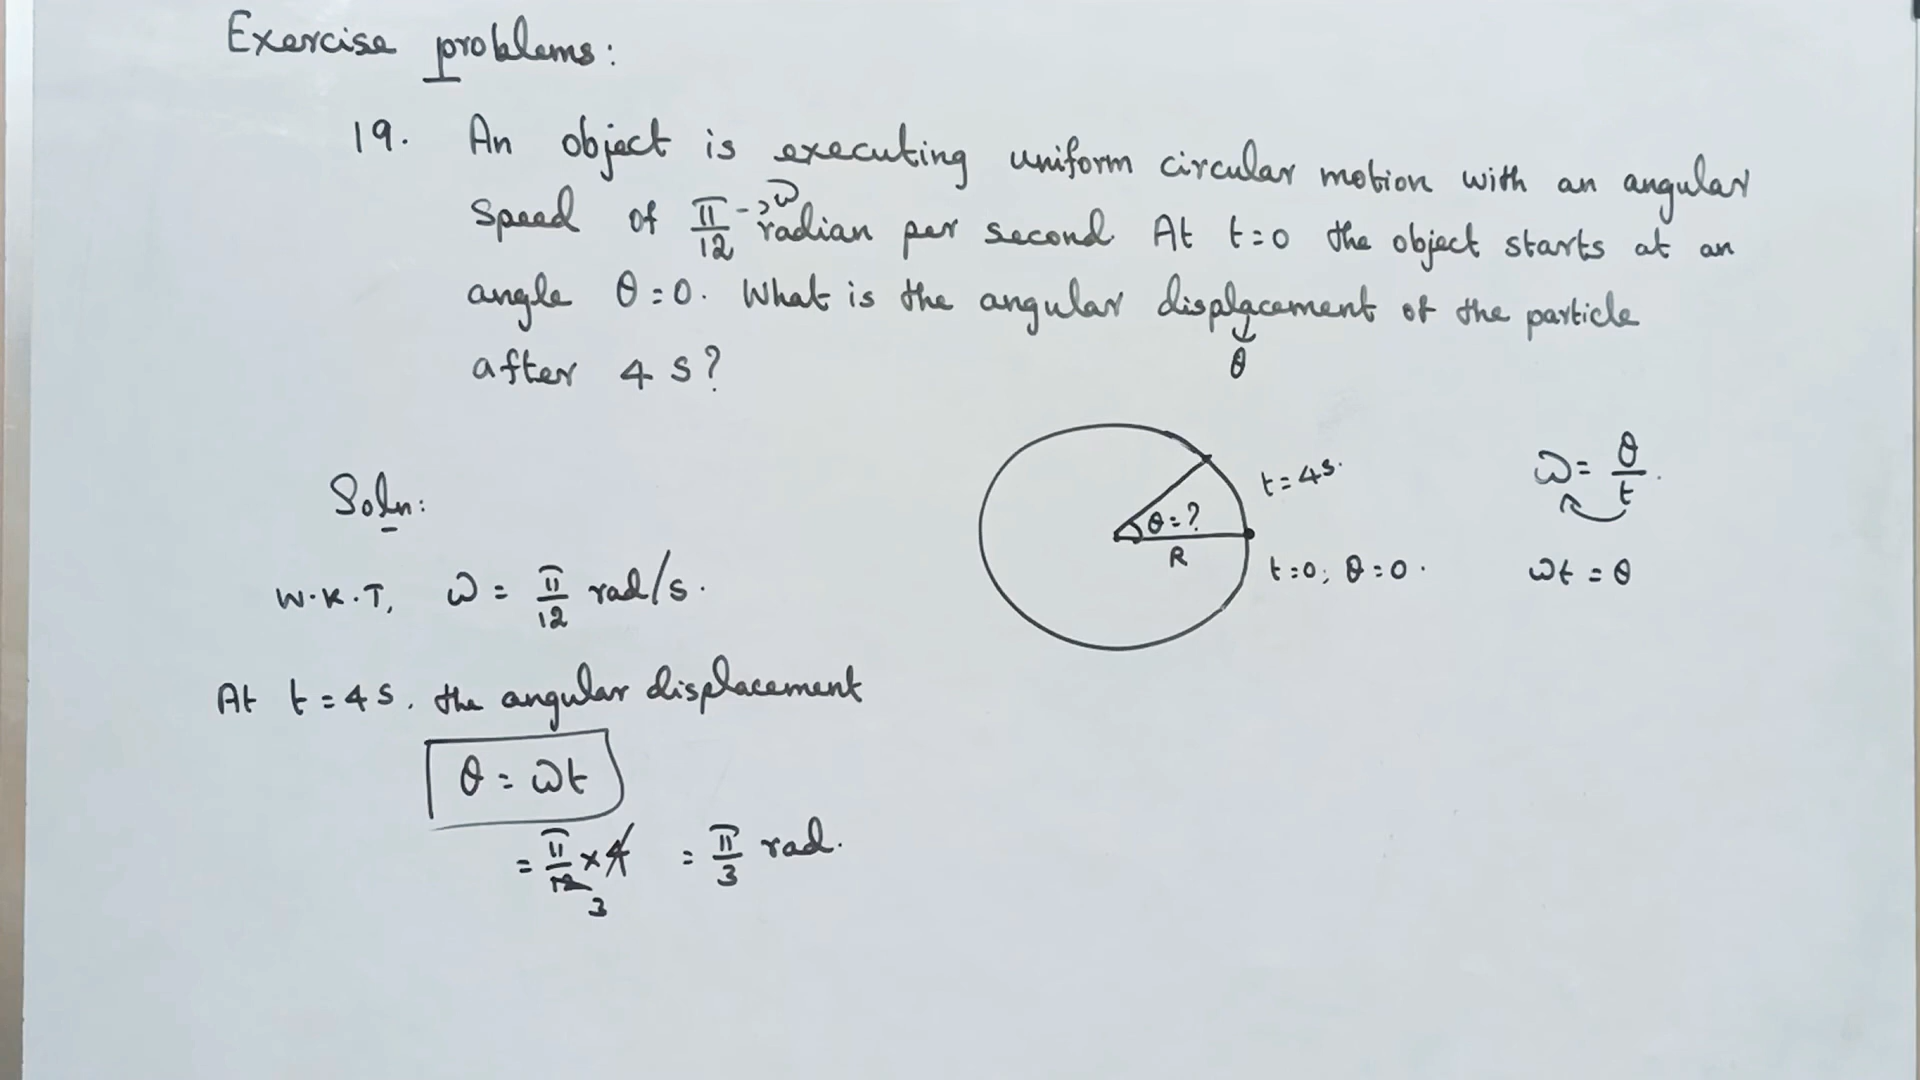 Exercise problems:
19. An object is executing uniform circular motion with an angular
speed of π/12 → ω radian per second. At t=0 the object starts at an
angle θ=0. What is the angular displacement of the particle
↓
θ
after 4 s?
Soln:
t=4s.
θ=?
R
t=0; θ=0.
ω = θ/t.
ωt = θ
W.K.T, ω = π/12 rad/s.
At t=4s, the angular displacement
θ = ωt
= π/12 × 4 = π/3 rad.
3